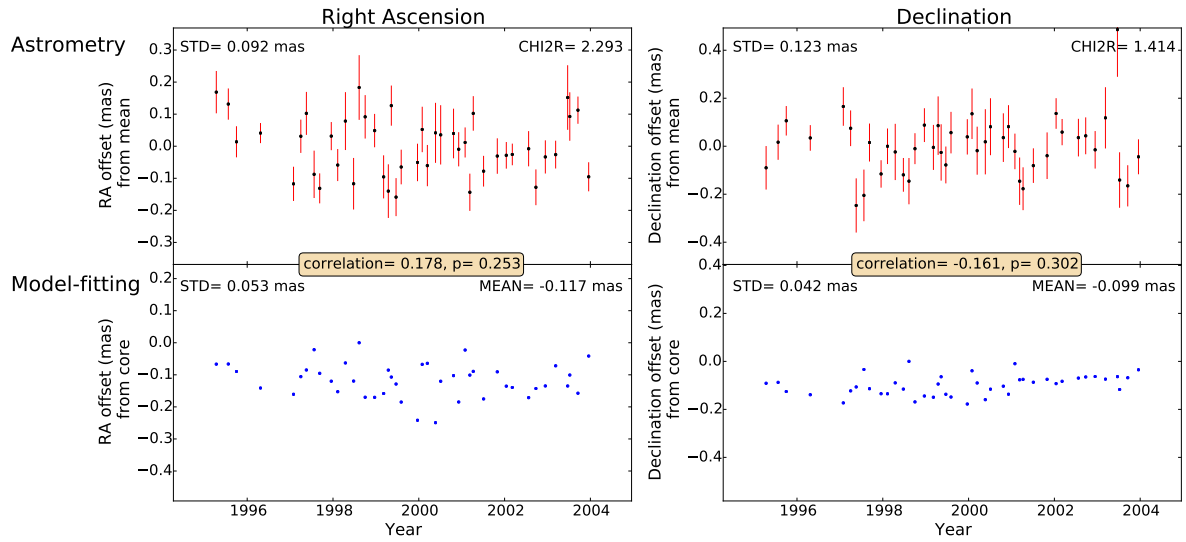 Right Ascension
Declination
Astrometry
STD= 0.092 mas
CHI2R= 2.293
STD= 0.123 mas
CHI2R= 1.414
RA offset (mas)
from mean
0.3
0.2
0.1
0.0
−0.1
−0.2
−0.3
Declination offset (mas)
from mean
0.4
0.2
0.0
−0.2
−0.4
correlation= 0.178, p= 0.253
correlation= -0.161, p= 0.302
Model-fitting
STD= 0.053 mas
MEAN= -0.117 mas
STD= 0.042 mas
MEAN= -0.099 mas
RA offset (mas)
from core
0.2
0.1
0.0
−0.1
−0.2
−0.3
−0.4
Declination offset (mas)
from core
0.4
0.2
0.0
−0.2
−0.4
1996 1998 2000 2002 2004
Year
1996 1998 2000 2002 2004
Year